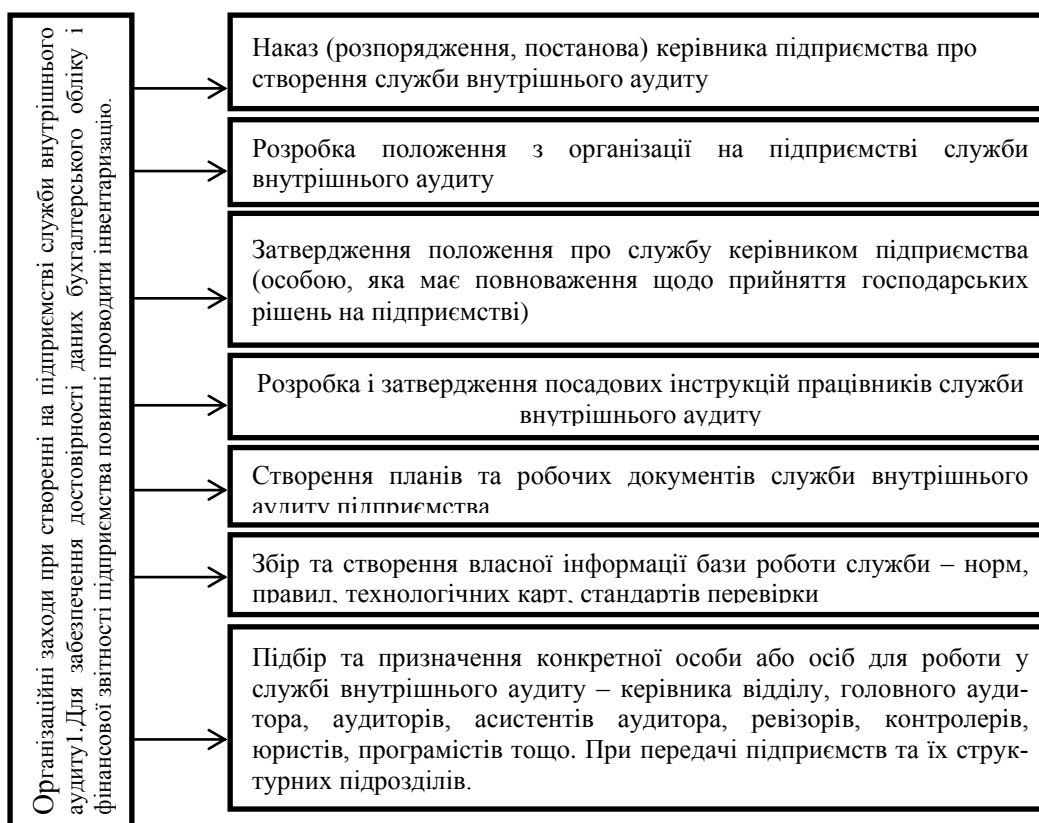 Організаційні заходи при створенні на підприємстві служби внутрішнього
аудиту1.Для забезпечення достовірності даних бухгалтерського обліку і
фінансової звітності підприємства повинні проводити інвентаризацію.
Наказ (розпорядження, постанова) керівника підприємства про
створення служби внутрішнього аудиту
Розробка положення з організації на підприємстві служби
внутрішнього аудиту
Затвердження положення про службу керівником підприємства
(особою, яка має повноваження щодо прийняття господарських
рішень на підприємстві)
Розробка і затвердження посадових інструкцій працівників служби
внутрішнього аудиту
Створення планів та робочих документів служби внутрішнього
аудиту підприємства
Збір та створення власної інформації бази роботи служби – норм,
правил, технологічних карт, стандартів перевірки
Підбір та призначення конкретної особи або осіб для роботи у
службі внутрішнього аудиту – керівника відділу, головного ауди-
тора, аудиторів, асистентів аудитора, ревізорів, контролерів,
юристів, програмістів тощо. При передачі підприємств та їх струк-
турних підрозділів.